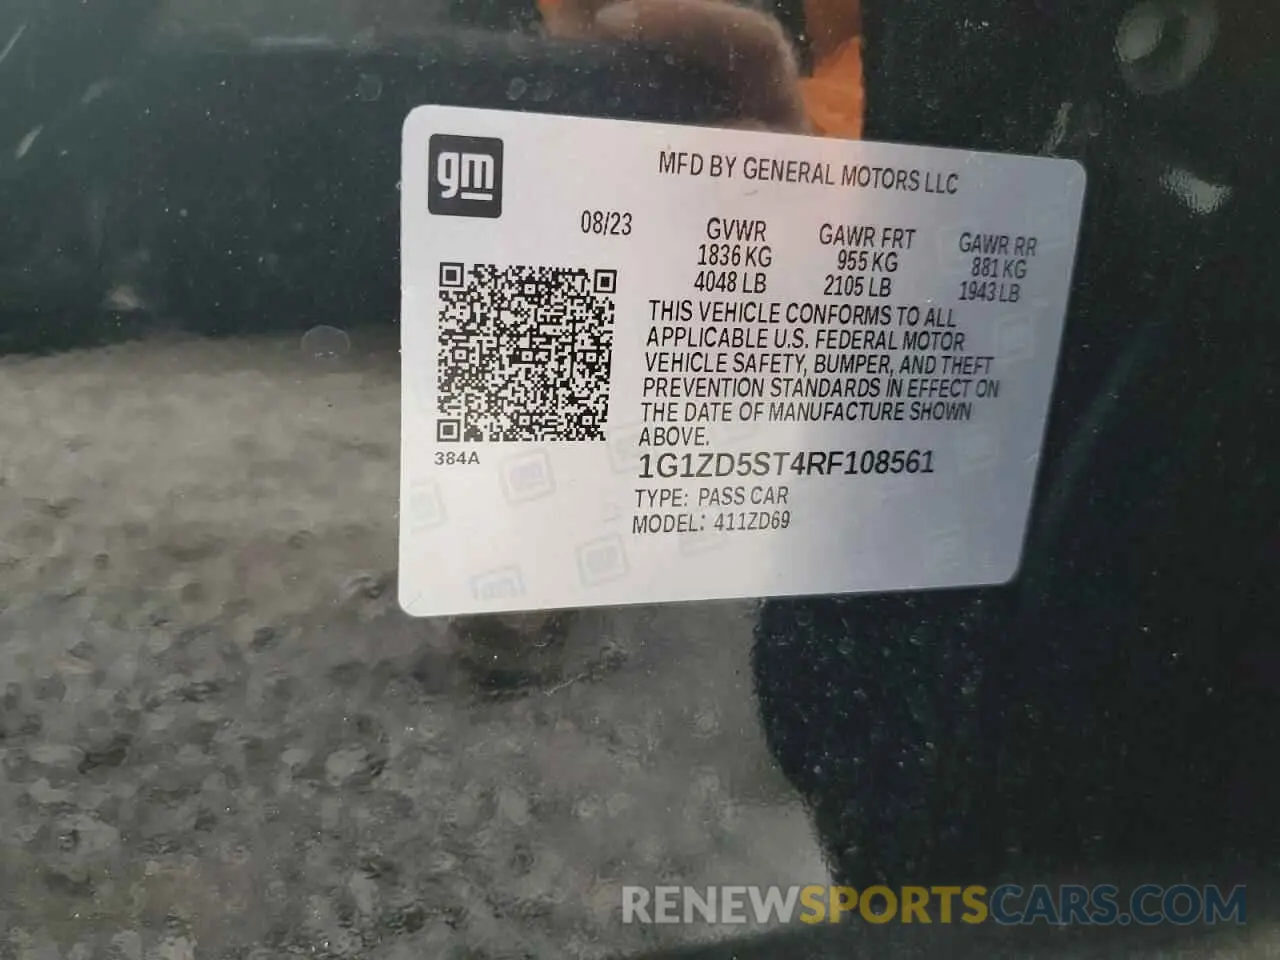 gm
MFD BY GENERAL MOTORS LLC
08/23
GVWR GAWR FRT GAWR RR
1836 KG 955 KG 881 KG
4048 LB 2105 LB 1943 LB
THIS VEHICLE CONFORMS TO ALL
APPLICABLE U.S. FEDERAL MOTOR
VEHICLE SAFETY, BUMPER, AND THEFT
PREVENTION STANDARDS IN EFFECT ON
THE DATE OF MANUFACTURE SHOWN
ABOVE.
384A
1G1ZD5ST4RF108561
TYPE: PASS CAR
MODEL: 411ZD69
RENEWSPORTSCARS.COM